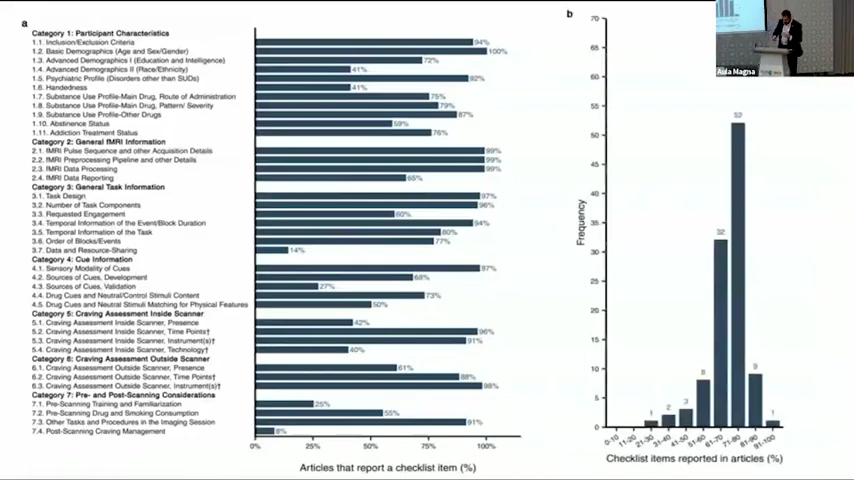 a
Category 1: Participant Characteristics
1.1. Inclusion/Exclusion Criteria 94%
1.2. Basic Demographics (Age and Sex/Gender) 100%
1.3. Advanced Demographics I (Education and Intelligence) 72%
1.4. Advanced Demographics II (Race/Ethnicity) 41%
1.5. Psychiatric Profile (Disorders other than SUDs) 92%
1.6. Handedness 41%
1.7. Substance Use Profile-Main Drug, Route of Administration 75%
1.8. Substance Use Profile-Main Drug, Pattern/ Severity 79%
1.9. Substance Use Profile-Other Drugs 87%
1.10. Abstinence Status 59%
1.11. Addiction Treatment Status 76%
Category 2: General fMRI Information
2.1. fMRI Pulse Sequence and other Acquisition Details 99%
2.2. fMRI Preprocessing Pipeline and other Details 99%
2.3. fMRI Data Processing 99%
2.4. fMRI Data Reporting 65%
Category 3: General Task Information
3.1. Task Design 97%
3.2. Number of Task Components 96%
3.3. Requested Engagement 60%
3.4. Temporal Information of the Event/Block Duration 94%
3.5. Temporal Information of the Task 80%
3.6. Order of Blocks/Events 77%
3.7. Data and Resource-Sharing 14%
Category 4: Cue Information
4.1. Sensory Modality of Cues 97%
4.2. Sources of Cues, Development 68%
4.3. Sources of Cues, Validation 27%
4.4. Drug Cues and Neutral/Control Stimuli Content 73%
4.5. Drug Cues and Neutral Stimuli Matching for Physical Features 50%
Category 5: Craving Assessment Inside Scanner
5.1. Craving Assessment Inside Scanner, Presence 42%
5.2. Craving Assessment Inside Scanner, Time Points† 96%
5.3. Craving Assessment Inside Scanner, Instrument(s)† 91%
5.4. Craving Assessment Inside Scanner, Technology† 40%
Category 6: Craving Assessment Outside Scanner
6.1. Craving Assessment Outside Scanner, Presence 61%
6.2. Craving Assessment Outside Scanner, Time Points† 88%
6.3. Craving Assessment Outside Scanner, Instrument(s)† 98%
Category 7: Pre- and Post-Scanning Considerations
7.1. Pre-Scanning Training and Familiarization 25%
7.2. Pre-Scanning Drug and Smoking Consumption 55%
7.3. Other Tasks and Procedures in the Imaging Session 91%
7.4. Post-Scanning Craving Management 8%
0% 25% 50% 75% 100%
Articles that report a checklist item (%)
b
Frequency
70
65
60
55
50
45
40
35
30
25
20
15
10
5
0
1 2 3 8 32 52 9 1
0-10 11-20 21-30 31-40 41-50 51-60 61-70 71-80 81-90 91-100
Checklist items reported in articles (%)
Aula Magna